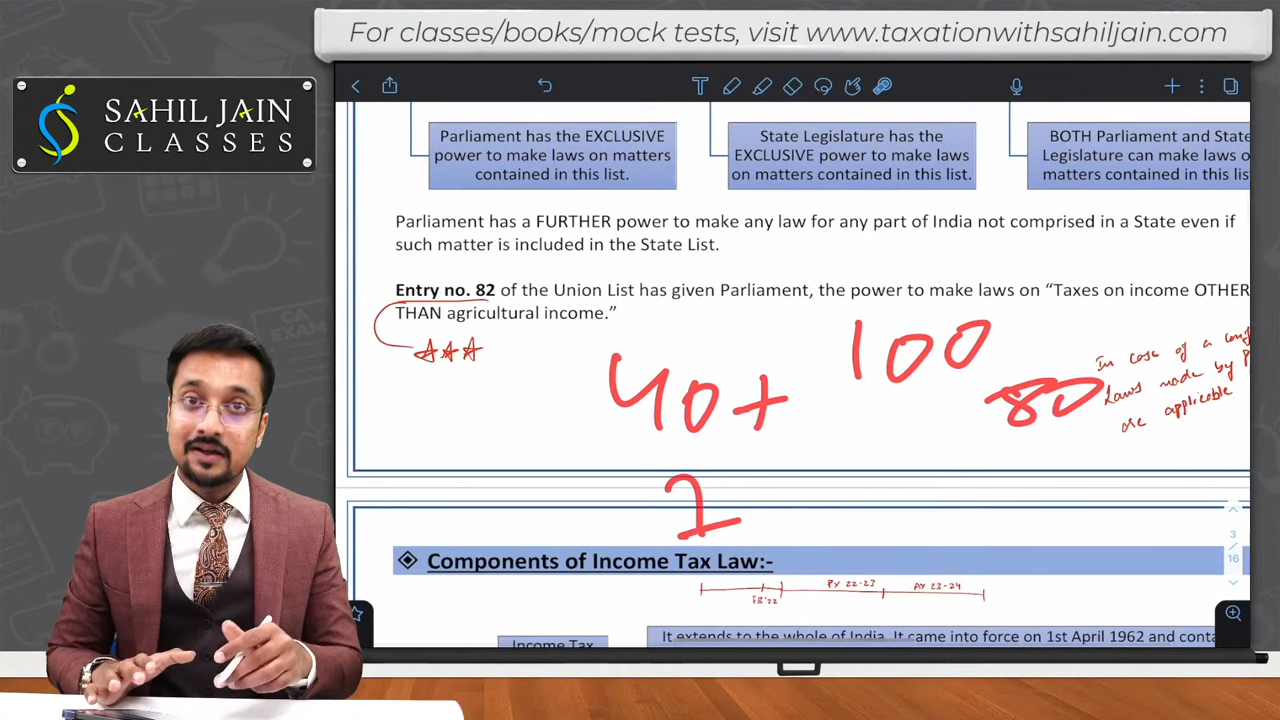 For classes/books/mock tests, visit www.taxationwithsahiljain.com
SAHIL JAIN
CLASSES
Parliament has the EXCLUSIVE
power to make laws on matters
contained in this list.
State Legislature has the
EXCLUSIVE power to make laws
on matters contained in this list.
BOTH Parliament and State
Legislature can make laws o
matters contained in this lis
Parliament has a FURTHER power to make any law for any part of India not comprised in a State even if
such matter is included in the State List.
Entry no. 82 of the Union List has given Parliament, the power to make laws on “Taxes on income OTHER
THAN agricultural income.”
40+
100
80
In case of a conf
Laws made by P
are applicable
2
3
/
16
Components of Income Tax Law:-
PY 22-23
AY 23-24
FB'22
Income Tax
It extends to the whole of India. It came into force on 1st April 1962 and conta